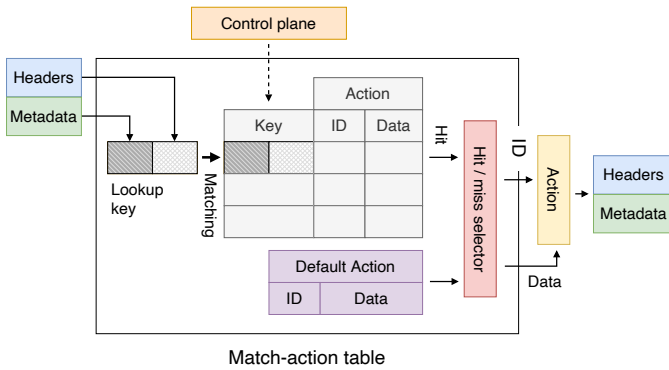 Control plane
Headers
Metadata
Action
Key
ID
Data
Lookup
key
Matching
Hit
Hit / miss selector
ID
Action
Headers
Metadata
Default Action
ID
Data
Data
Match-action table